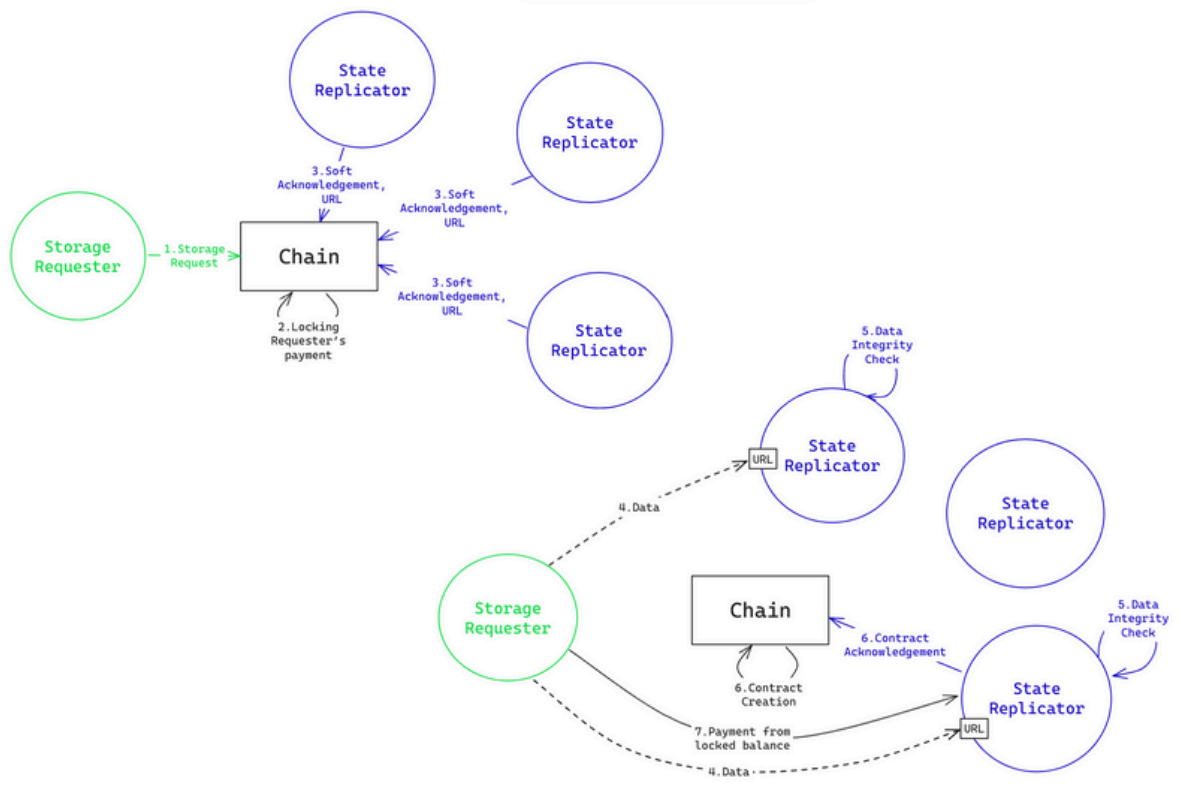 State
Replicator
State
Replicator
3.Soft
Acknowledgement,
URL
3.Soft
Acknowledgement,
URL
Storage
Requester
1.Storage
Request
Chain
3.Soft
Acknowledgement,
URL
2.Locking
Requester's
payment
State
Replicator
5.Data
Integrity
Check
State
Replicator
URL
4.Data
State
Replicator
Storage
Requester
Chain
5.Data
Integrity
Check
6.Contract
Acknowledgement
6.Contract
Creation
State
Replicator
URL
7.Payment from
locked balance
4.Data